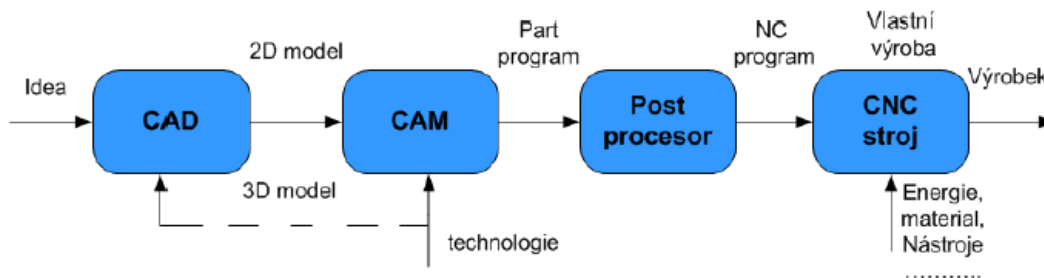 Idea
CAD
2D model
3D model
CAM
technologie
Part
program
Post
procesor
NC
program
Vlastní
výroba
CNC
stroj
Výrobek
Energie,
material,
Nástroje
...........